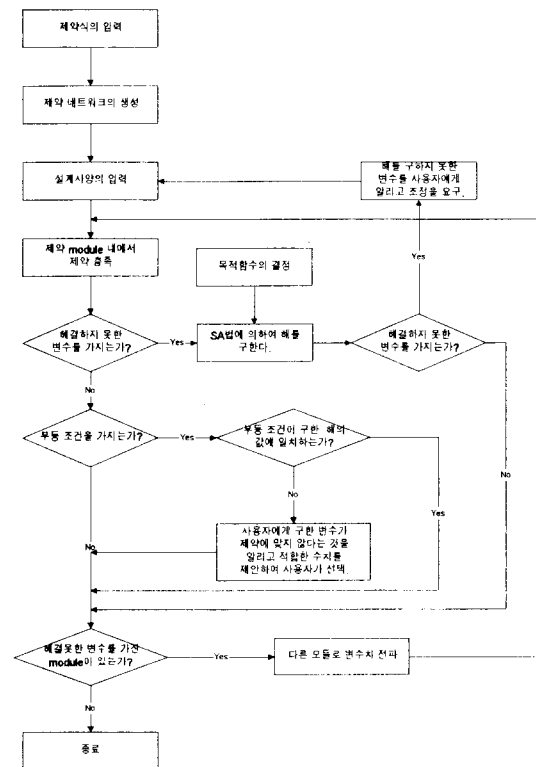 제약식의 입력
제약 네트워크의 생성
설계사양의 입력
해를 구하지 못한
변수를 사용자에게
알리고 조정을 요구.
제약 module 내에서
제약 충족
목적함수의 결정
Yes
해결하지 못한
변수를 가지는가?
Yes
SA법에 의하여 해를
구한다.
해결하지 못한
변수를 가지는가?
No
부등 조건을 가지는가?
Yes
부등 조건이 구한 해의
값에 일치하는가?
No
Yes
No
No
사용자에게 구한 변수가
제약에 맞지 않다는 것을
알리고 적합한 수치를
제안하여 사용자가 선택.
해결못한 변수를 가진
module이 있는가?
Yes
다른 모듈로 변수치 전파
No
종료